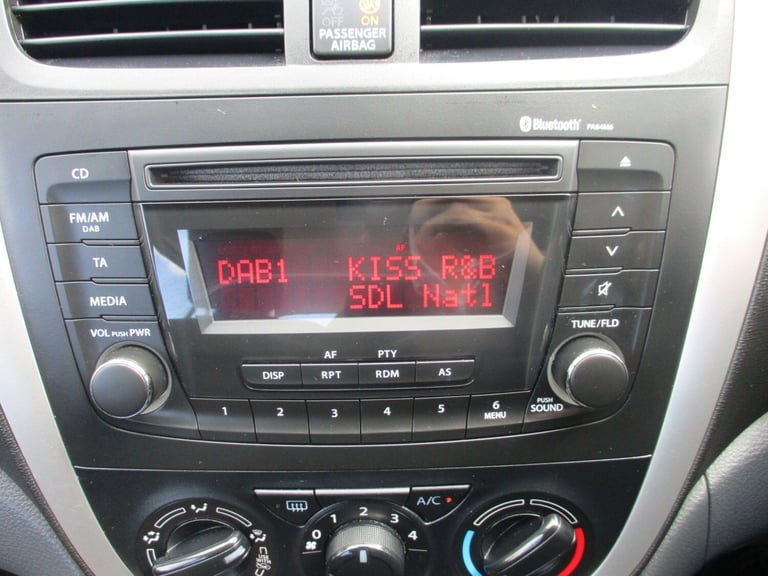 OFF ON
PASSENGER
AIRBAG
Bluetooth
CD
FM/AM
DAB
TA
MEDIA
VOL PUSH PWR
AF
DAB1 KISS R&B
SDL Natl
TUNE/FLD
AF PTY
DISP RPT RDM AS
1 2 3 4 5 6
MENU
PUSH
SOUND
A/C
0 1 2 3 4